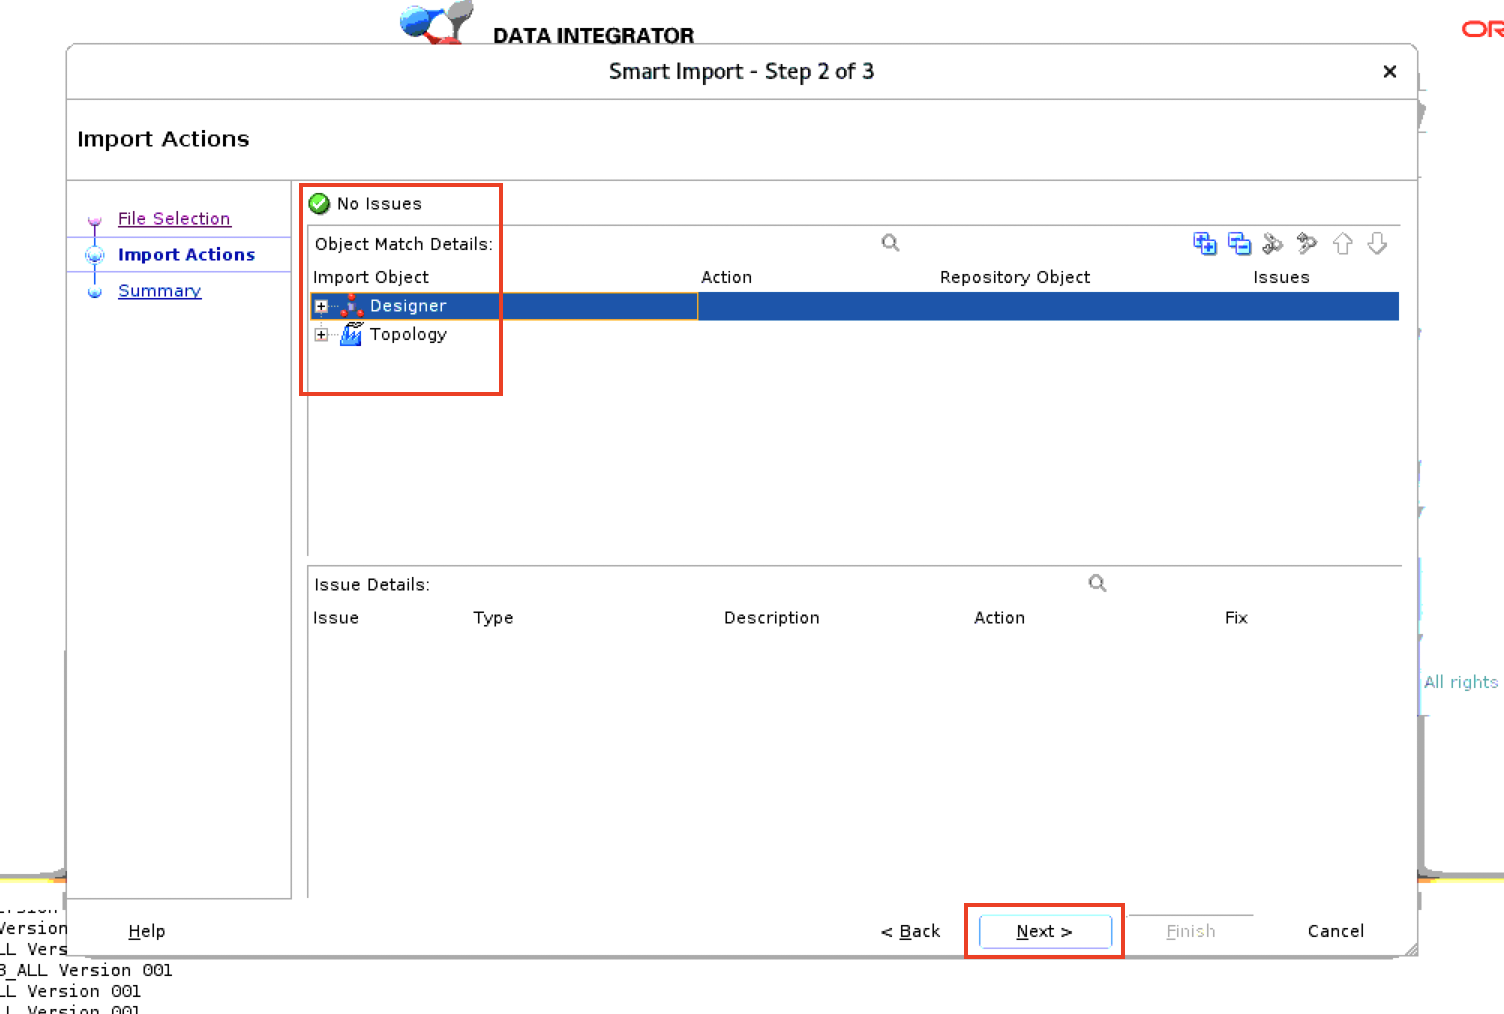 DATA INTEGRATOR
OR
Smart Import - Step 2 of 3
Import Actions
File Selection
Import Actions
Summary
No Issues
Object Match Details:
Import Object Action Repository Object Issues
Designer
Topology
Issue Details:
Issue Type Description Action Fix
All rights
Help < Back Next > Finish Cancel
Version
LL Vers
B_ALL Version 001
LL Version 001
L Version 001